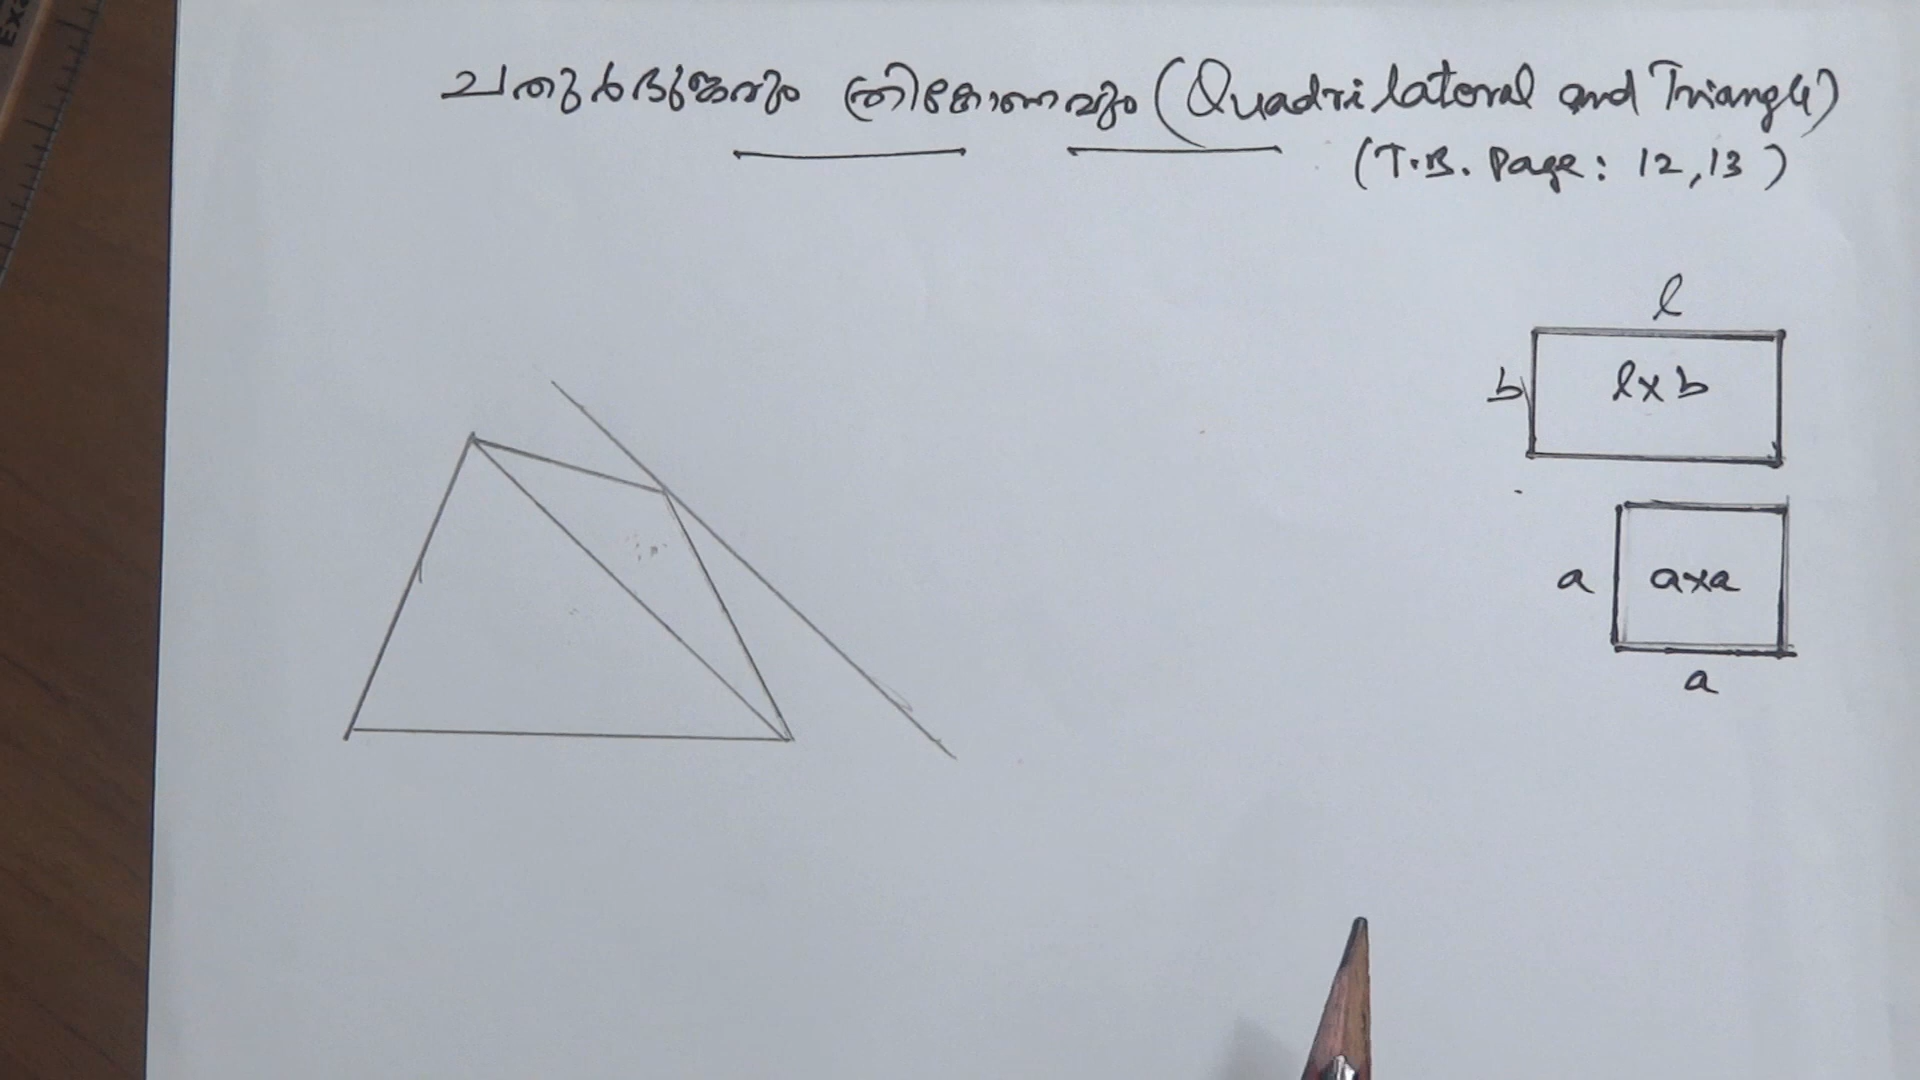 ചതുർഭുജവും ത്രികോണവും (Quadrilateral and Triangle)
(T.B. Page: 12,13)
l
b l×b
a a×a
a